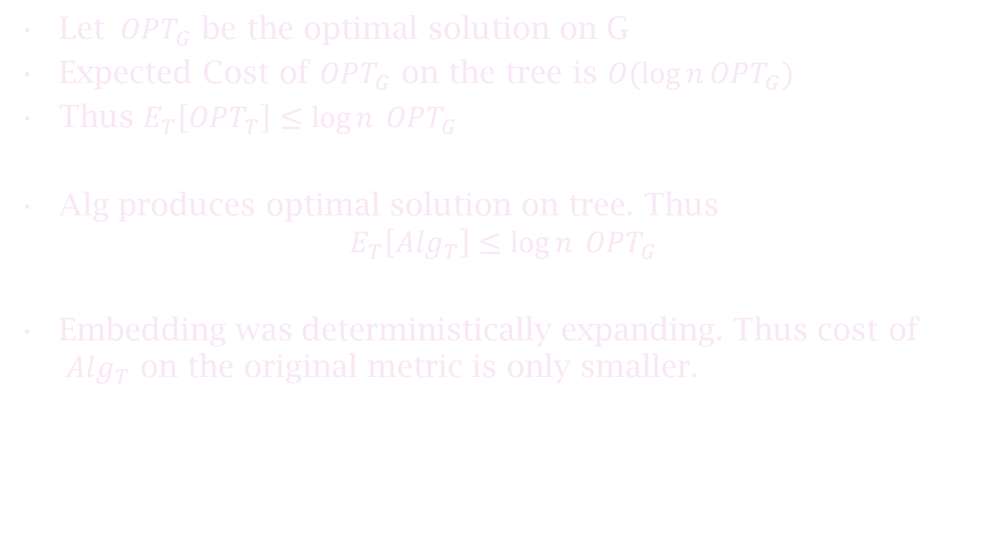 · Let OPT_G be the optimal solution on G
· Expected Cost of OPT_G on the tree is O(log n OPT_G)
· Thus E_T[OPT_T] ≤ log n OPT_G
· Alg produces optimal solution on tree. Thus
E_T[Alg_T] ≤ log n OPT_G
· Embedding was deterministically expanding. Thus cost of
Alg_T on the original metric is only smaller.